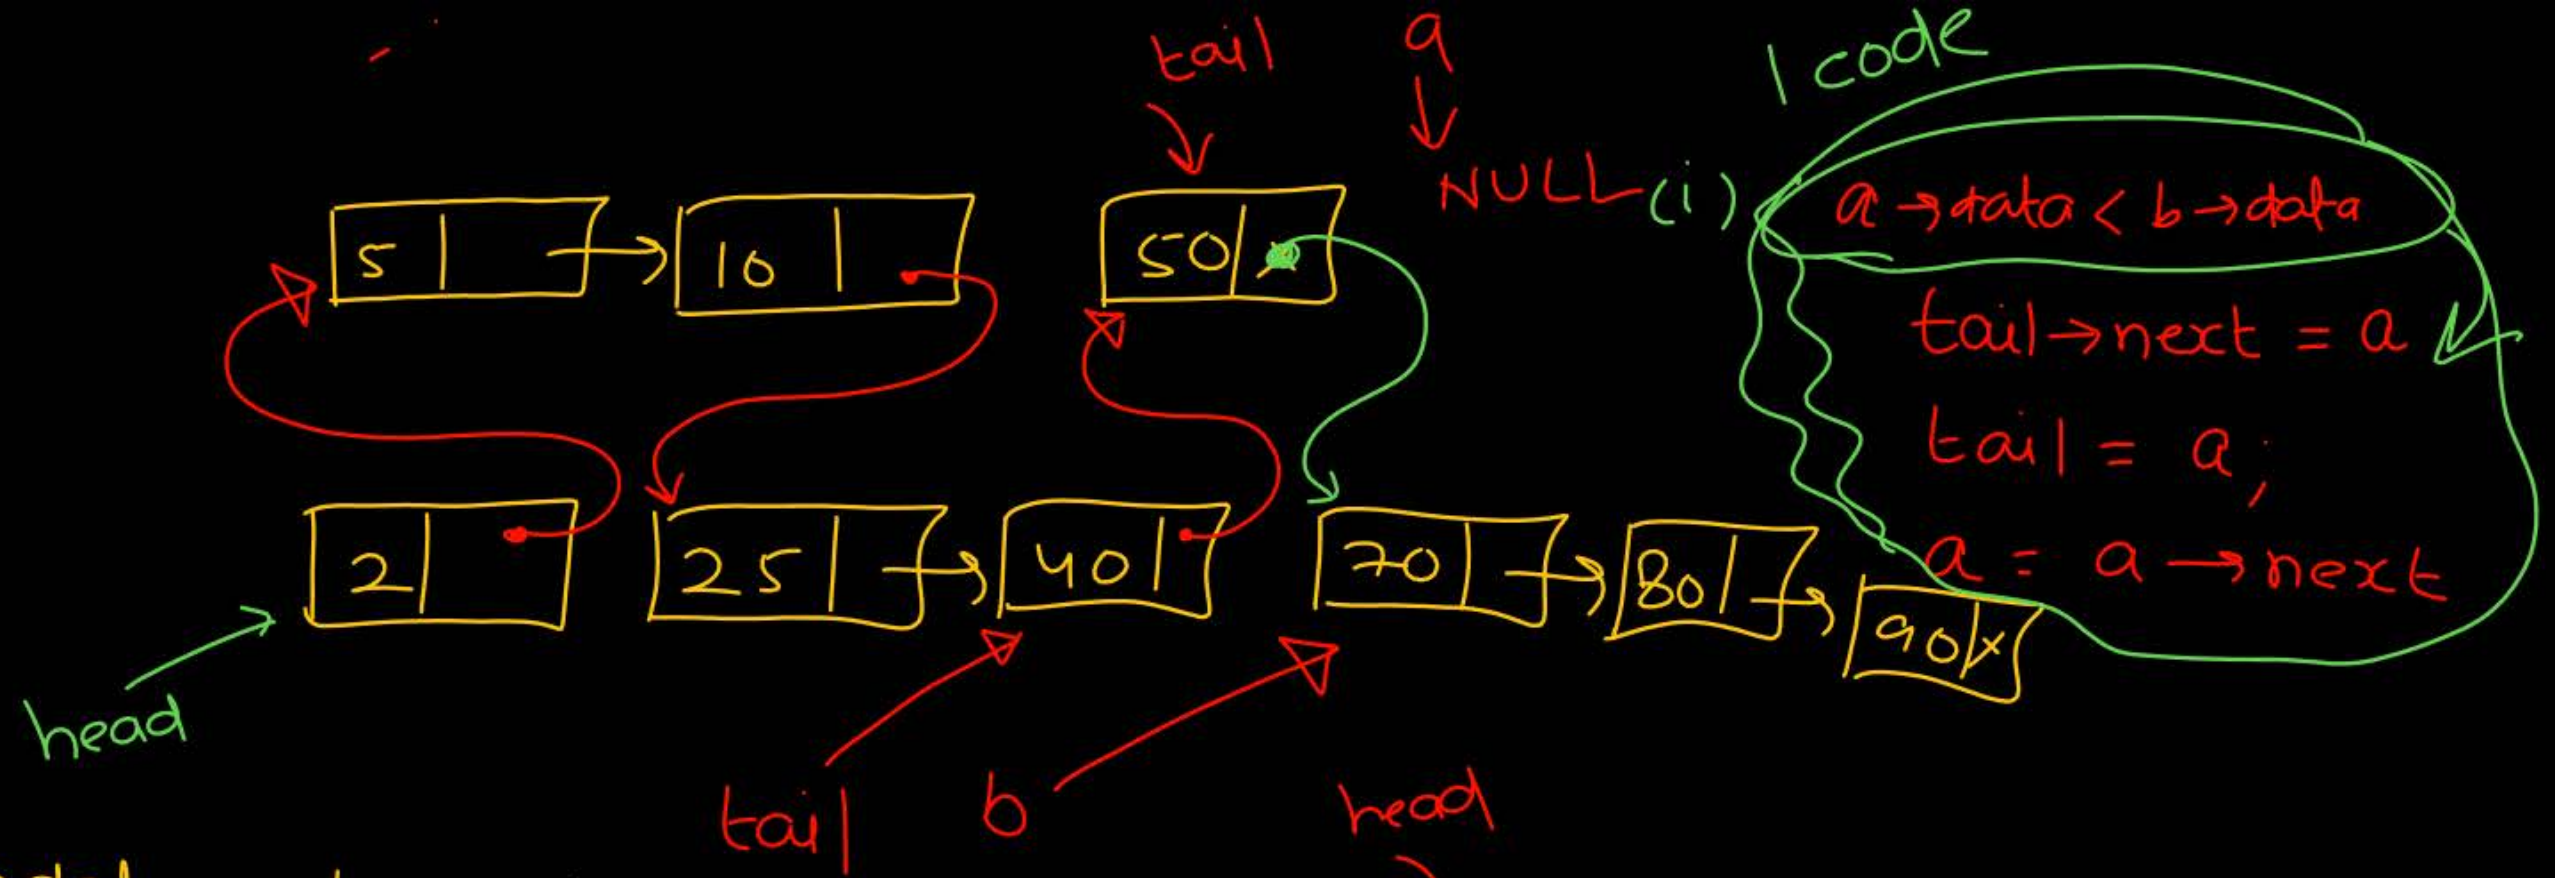 1 code
tail
a
NULL (i)
a → data < b → data
5
10
50
tail → next = a
tail = a;
a = a → next
2
25
40
70
80
90 x
head
tail
b
head